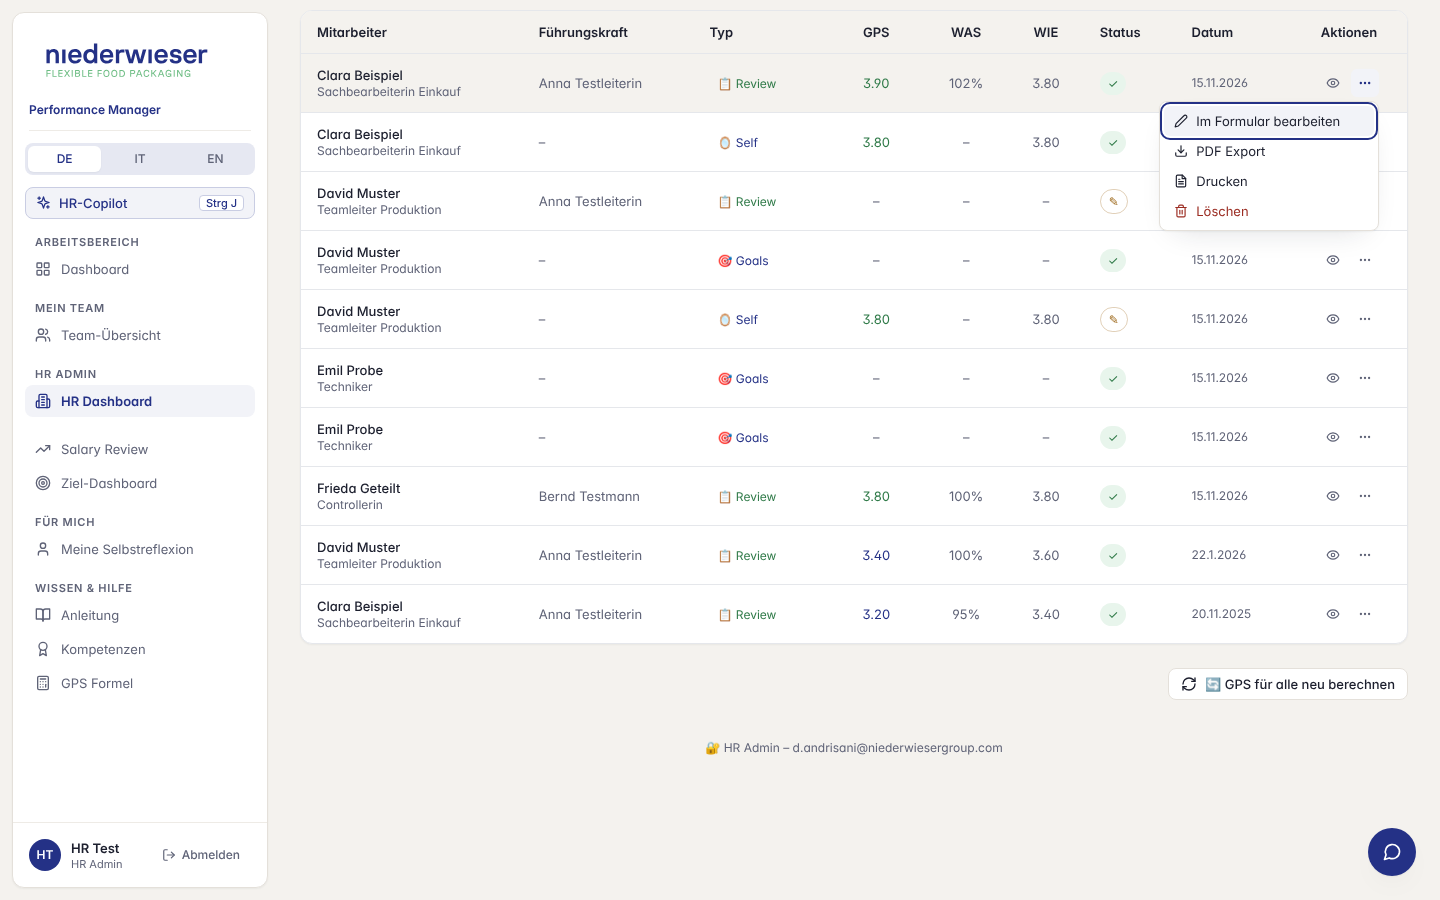 niederwieser
FLEXIBLE FOOD PACKAGING
Performance Manager
DE IT EN
HR-Copilot Strg J
ARBEITSBEREICH
Dashboard
MEIN TEAM
Team-Übersicht
HR ADMIN
HR Dashboard
Salary Review
Ziel-Dashboard
FÜR MICH
Meine Selbstreflexion
WISSEN & HILFE
Anleitung
Kompetenzen
GPS Formel
HT HR Test
HR Admin
Abmelden
Mitarbeiter Führungskraft Typ GPS WAS WIE Status Datum Aktionen
Clara Beispiel
Sachbearbeiterin Einkauf
Anna Testleiterin 📋 Review 3.90 102% 3.80 ✓ 15.11.2026
Im Formular bearbeiten
PDF Export
Drucken
Löschen
Clara Beispiel
Sachbearbeiterin Einkauf
– Self 3.80 – 3.80 ✓
David Muster
Teamleiter Produktion
Anna Testleiterin 📋 Review – – – ✎
David Muster
Teamleiter Produktion
– 🎯 Goals – – – ✓ 15.11.2026
David Muster
Teamleiter Produktion
– Self 3.80 – 3.80 ✎ 15.11.2026
Emil Probe
Techniker
– 🎯 Goals – – – ✓ 15.11.2026
Emil Probe
Techniker
– 🎯 Goals – – – ✓ 15.11.2026
Frieda Geteilt
Controllerin
Bernd Testmann 📋 Review 3.80 100% 3.80 ✓ 15.11.2026
David Muster
Teamleiter Produktion
Anna Testleiterin 📋 Review 3.40 100% 3.60 ✓ 22.1.2026
Clara Beispiel
Sachbearbeiterin Einkauf
Anna Testleiterin 📋 Review 3.20 95% 3.40 ✓ 20.11.2025
🔄 GPS für alle neu berechnen
🔐 HR Admin – d.andrisani@niederwiesergroup.com